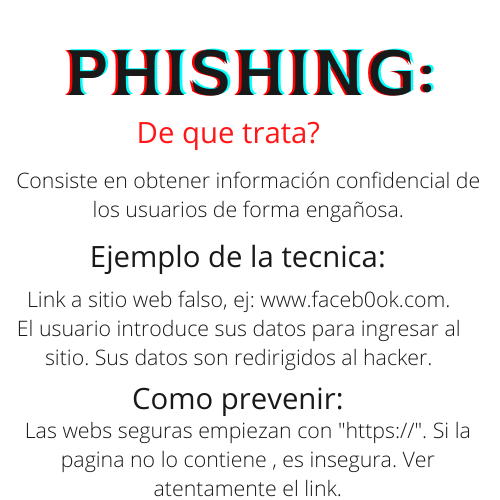 PHISHING:
De que trata?
Consiste en obtener información confidencial de
los usuarios de forma engañosa.
Ejemplo de la tecnica:
Link a sitio web falso, ej: www.faceb0ok.com.
El usuario introduce sus datos para ingresar al
sitio. Sus datos son redirigidos al hacker.
Como prevenir:
Las webs seguras empiezan con "https://". Si la
pagina no lo contiene , es insegura. Ver
atentamente el link.